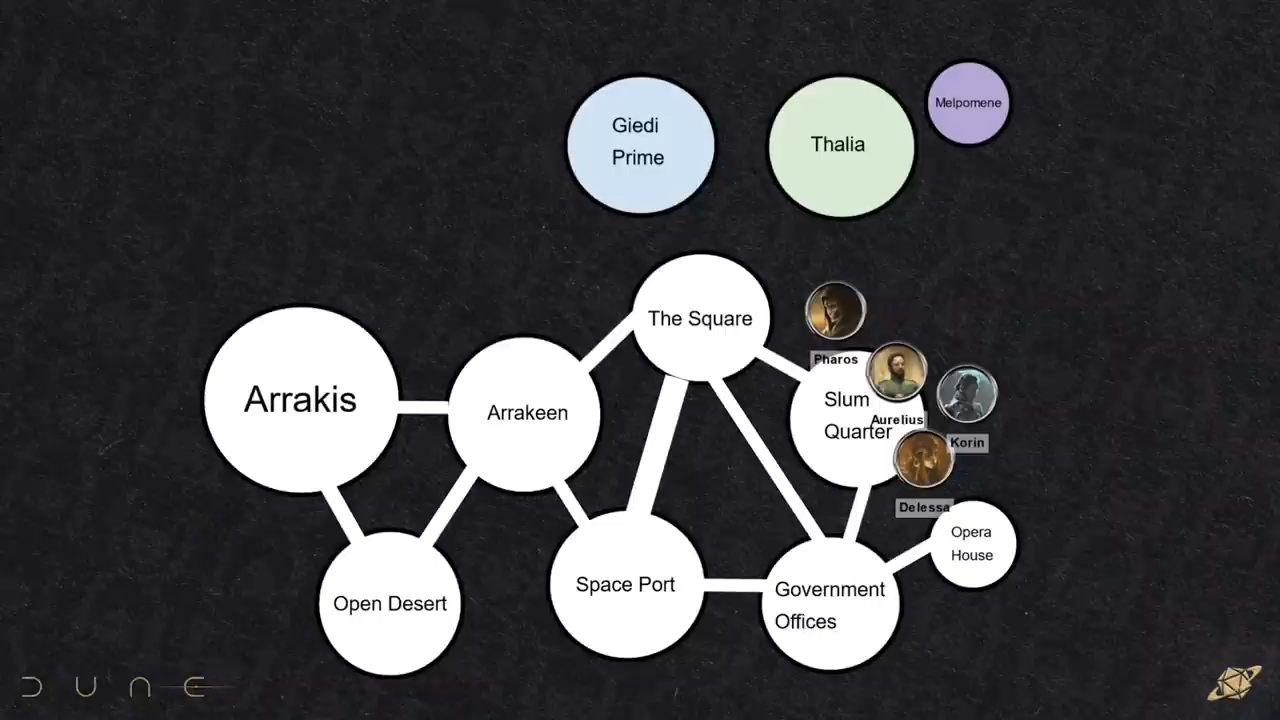 Giedi
Prime
Thalia
Melpomene
The Square
Pharos
Arrakis
Arrakeen
Slum
Quarter
Aurelius
Korin
Delessa
Opera
House
Open Desert
Space Port
Government
Offices
DUNE